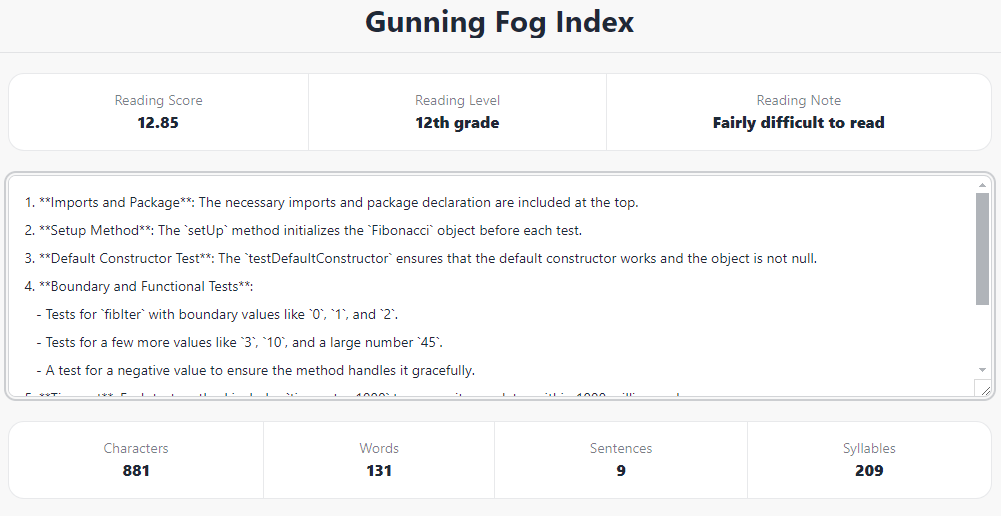 Gunning Fog Index
Reading Score
12.85
Reading Level
12th grade
Reading Note
Fairly difficult to read
1. **Imports and Package**: The necessary imports and package declaration are included at the top.
2. **Setup Method**: The `setUp` method initializes the `Fibonacci` object before each test.
3. **Default Constructor Test**: The `testDefaultConstructor` ensures that the default constructor works and the object is not null.
4. **Boundary and Functional Tests**:
- Tests for `fibIter` with boundary values like `0`, `1`, and `2`.
- Tests for a few more values like `3`, `10`, and a large number `45`.
- A test for a negative value to ensure the method handles it gracefully.
Characters
881
Words
131
Sentences
9
Syllables
209